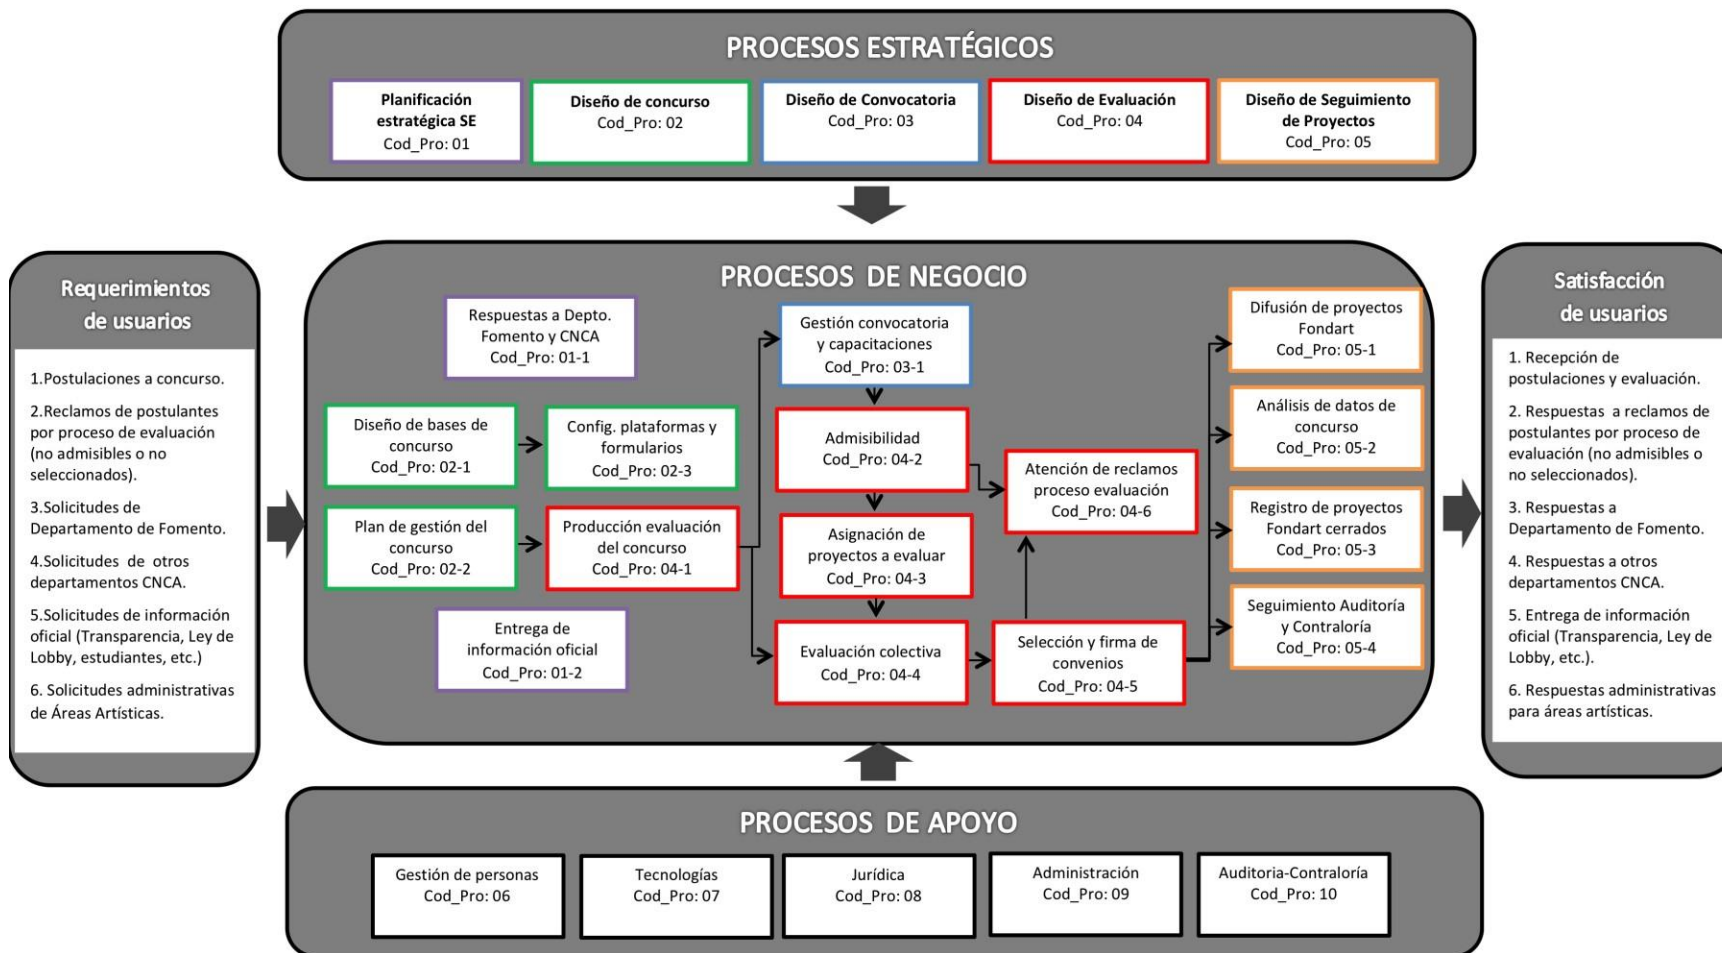 PROCESOS ESTRATÉGICOS
Planificación
estratégica SE
Cod_Pro: 01
Diseño de concurso
Cod_Pro: 02
Diseño de Convocatoria
Cod_Pro: 03
Diseño de Evaluación
Cod_Pro: 04
Diseño de Seguimiento
de Proyectos
Cod_Pro: 05
Requerimientos
de usuarios
1.Postulaciones a concurso.
2.Reclamos de postulantes
por proceso de evaluación
(no admisibles o no
seleccionados).
3.Solicitudes de
Departamento de Fomento.
4.Solicitudes de otros
departamentos CNCA.
5.Solicitudes de información
oficial (Transparencia, Ley de
Lobby, estudiantes, etc.)
6. Solicitudes administrativas
de Áreas Artísticas.
PROCESOS DE NEGOCIO
Respuestas a Depto.
Fomento y CNCA
Cod_Pro: 01-1
Diseño de bases de
concurso
Cod_Pro: 02-1
Config. plataformas y
formularios
Cod_Pro: 02-3
Plan de gestión del
concurso
Cod_Pro: 02-2
Producción evaluación
del concurso
Cod_Pro: 04-1
Entrega de
información oficial
Cod_Pro: 01-2
Gestión convocatoria
y capacitaciones
Cod_Pro: 03-1
Admisibilidad
Cod_Pro: 04-2
Asignación de
proyectos a evaluar
Cod_Pro: 04-3
Evaluación colectiva
Cod_Pro: 04-4
Atención de reclamos
proceso evaluación
Cod_Pro: 04-6
Selección y firma de
convenios
Cod_Pro: 04-5
Difusión de proyectos
Fondart
Cod_Pro: 05-1
Análisis de datos de
concurso
Cod_Pro: 05-2
Registro de proyectos
Fondart cerrados
Cod_Pro: 05-3
Seguimiento Auditoría
y Contraloría
Cod_Pro: 05-4
Satisfacción
de usuarios
1. Recepción de
postulaciones y evaluación.
2. Respuestas a reclamos de
postulantes por proceso de
evaluación (no admisibles o
no seleccionados).
3. Respuestas a
Departamento de Fomento.
4. Respuestas a otros
departamentos CNCA.
5. Entrega de información
oficial (Transparencia, Ley de
Lobby, etc.).
6. Respuestas administrativas
para áreas artísticas.
PROCESOS DE APOYO
Gestión de personas
Cod_Pro: 06
Tecnologías
Cod_Pro: 07
Jurídica
Cod_Pro: 08
Administración
Cod_Pro: 09
Auditoria-Contraloría
Cod_Pro: 10